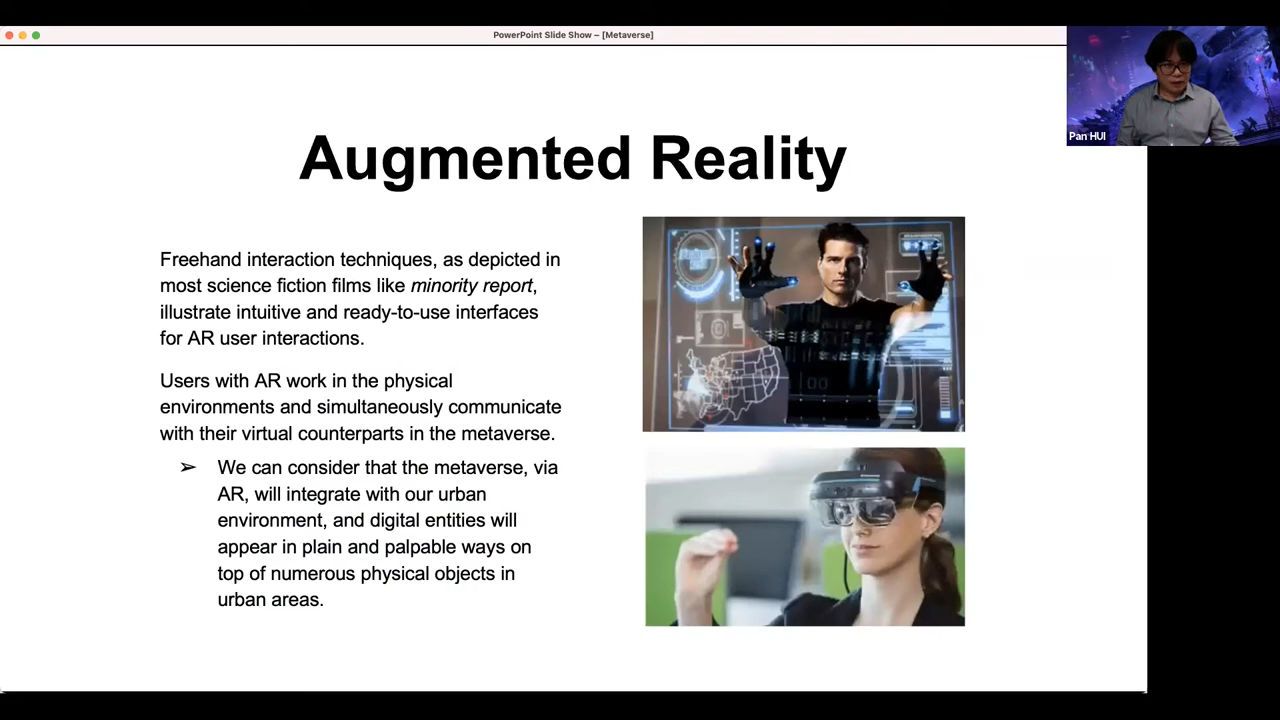 PowerPoint Slide Show – [Metaverse]
Pan HUI
Augmented Reality
Freehand interaction techniques, as depicted in
most science fiction films like minority report,
illustrate intuitive and ready-to-use interfaces
for AR user interactions.
Users with AR work in the physical
environments and simultaneously communicate
with their virtual counterparts in the metaverse.
➢ We can consider that the metaverse, via
AR, will integrate with our urban
environment, and digital entities will
appear in plain and palpable ways on
top of numerous physical objects in
urban areas.